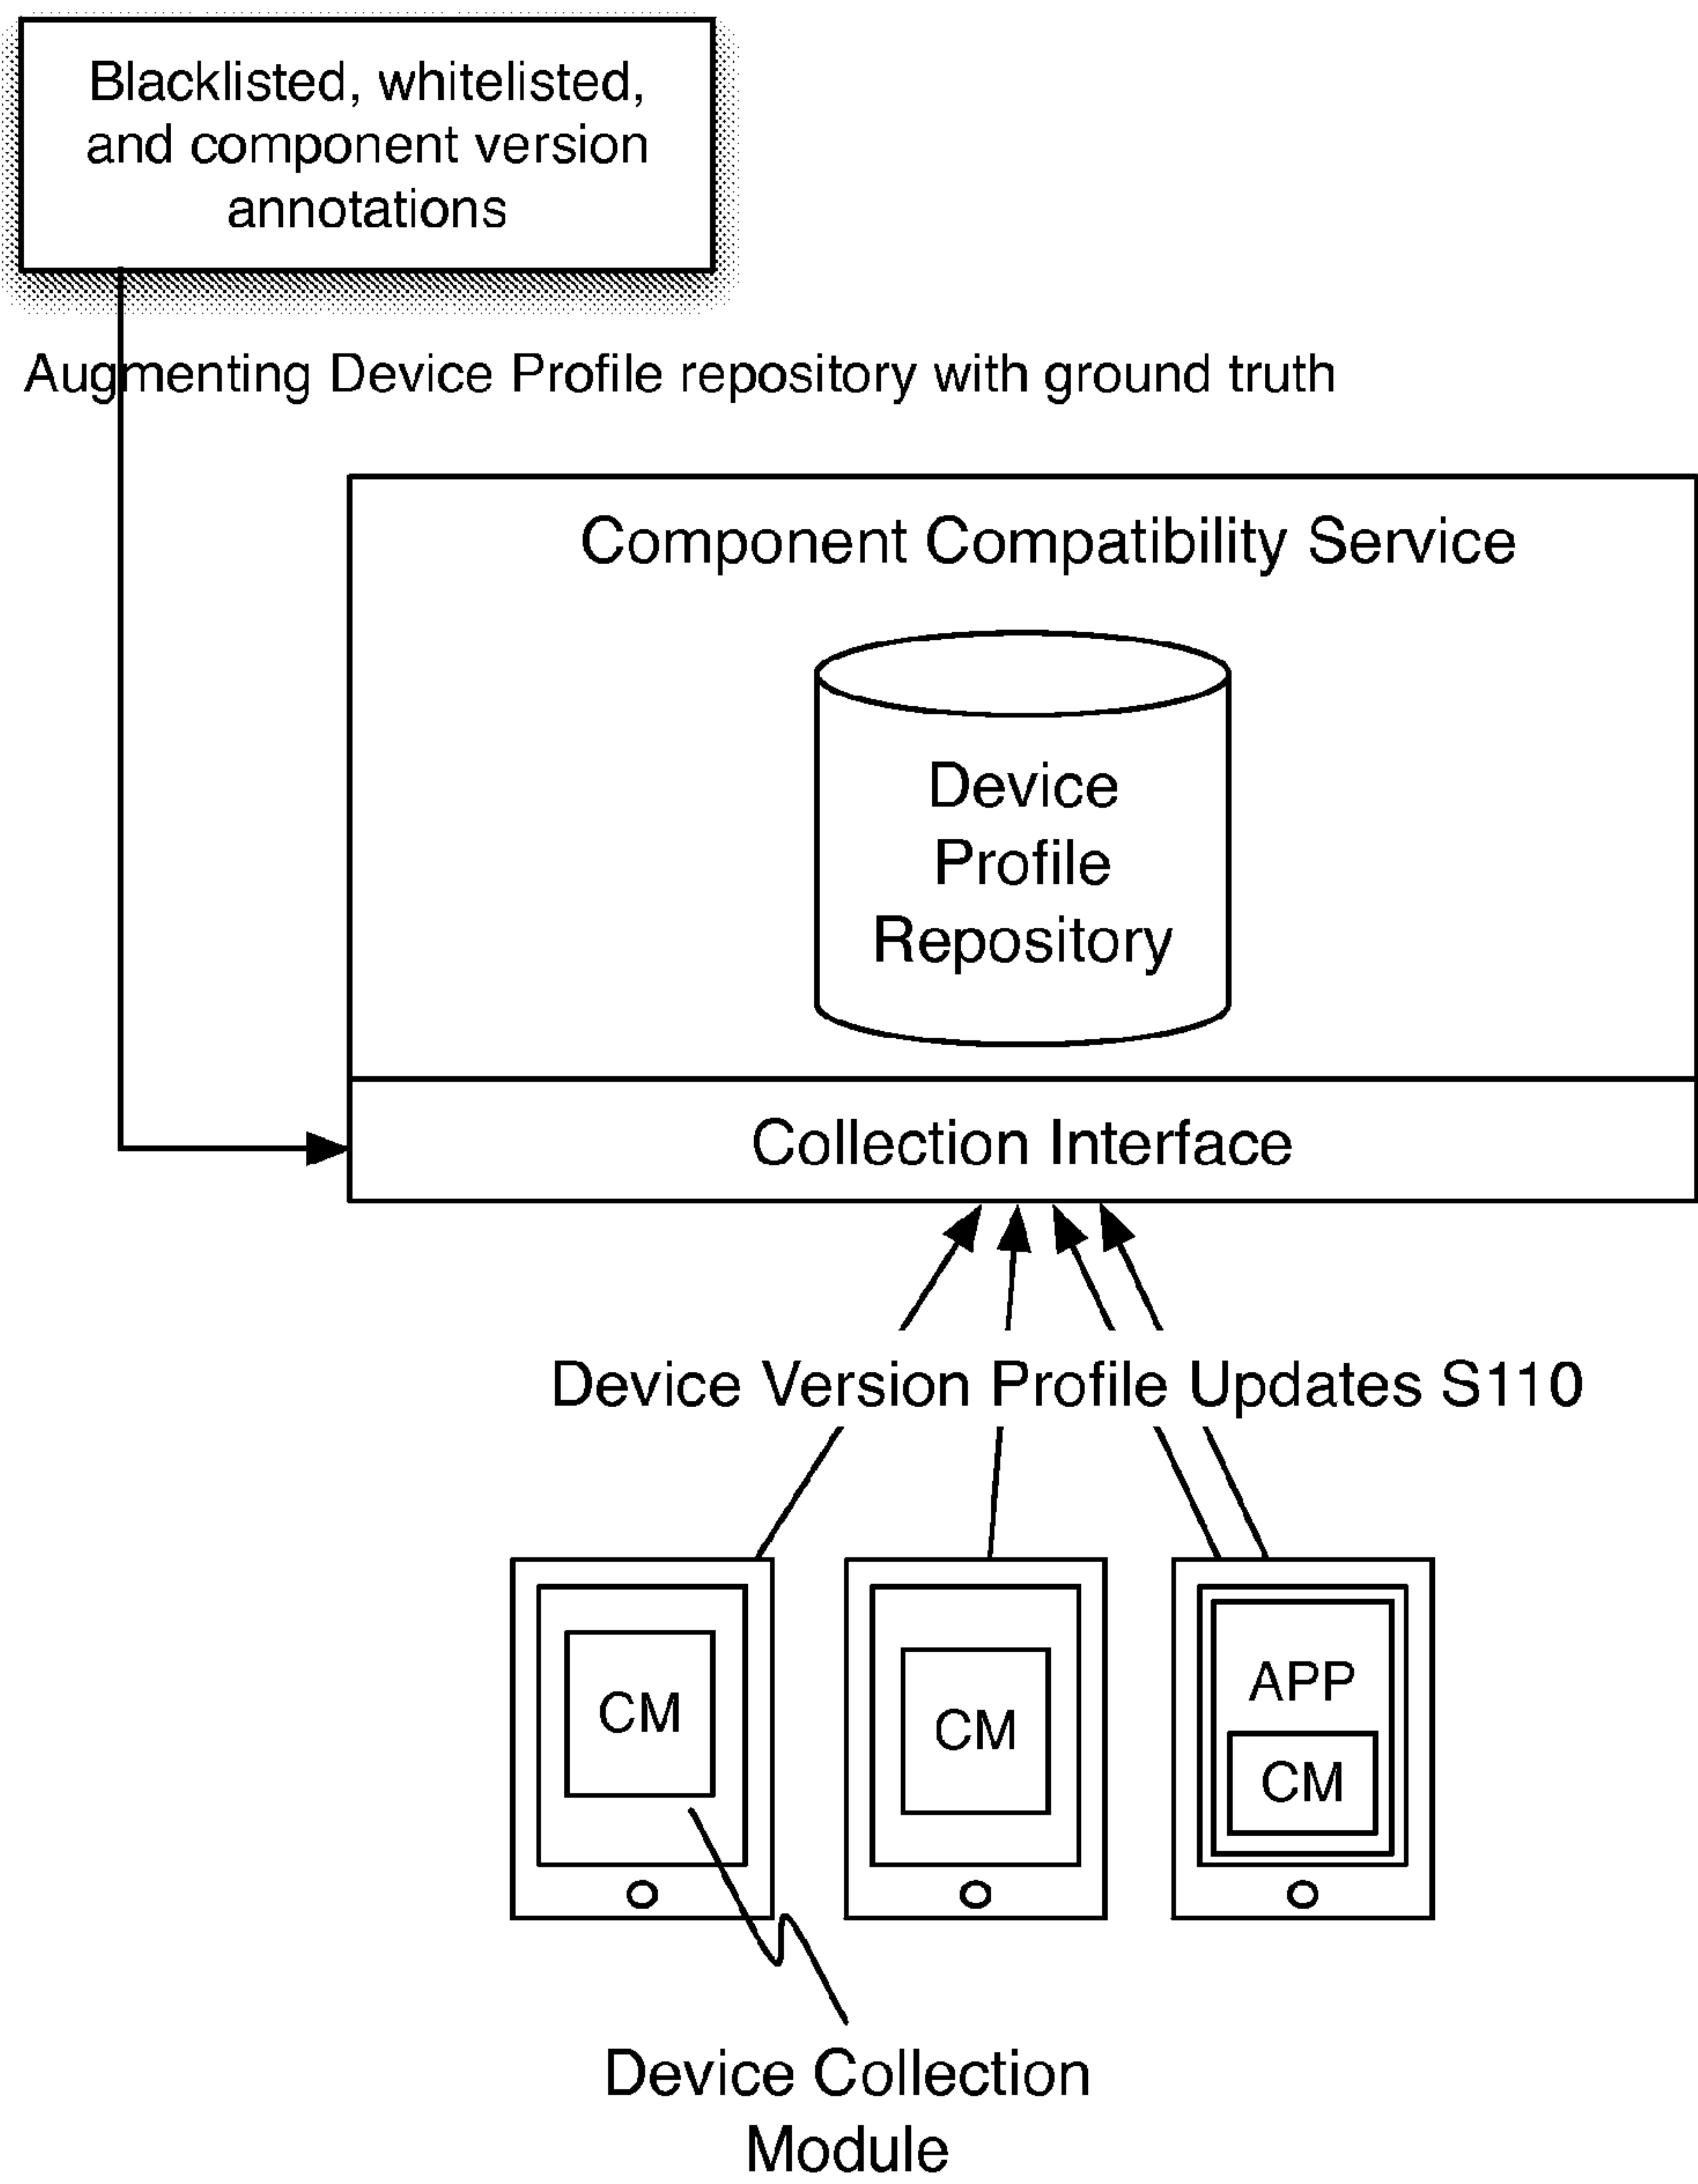 Blacklisted, whitelisted,
and component version
annotations
Augmenting Device Profile repository with ground truth
Component Compatibility Service
Device
Profile
Repository
Collection Interface
Device Version Profile Updates S110
CM
CM
APP
CM
Device Collection
Module